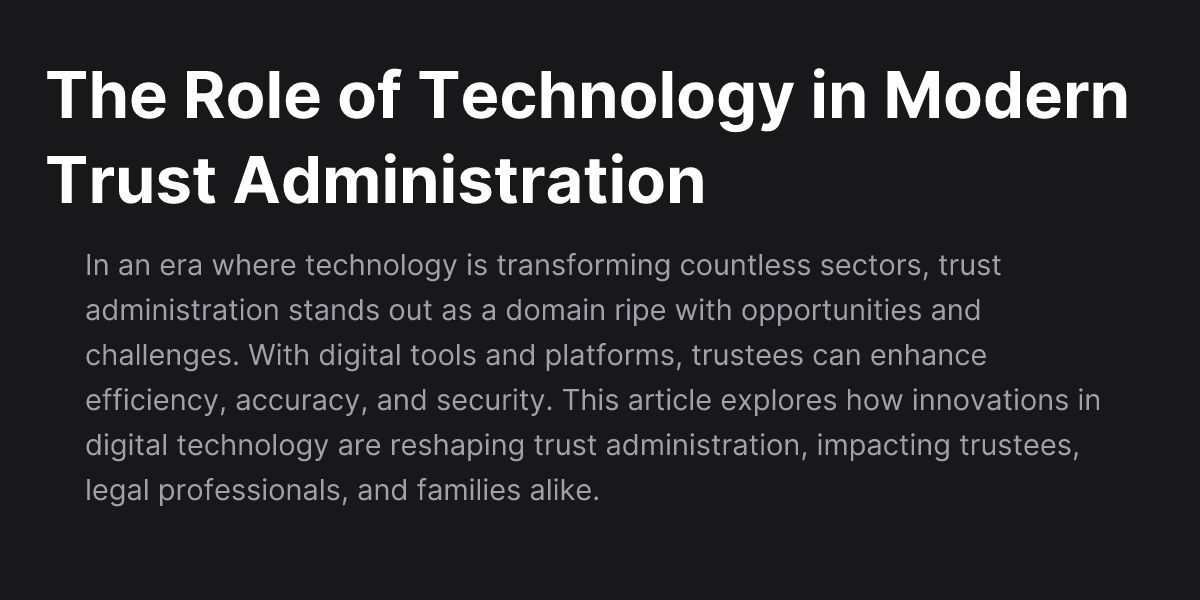 The Role of Technology in Modern
Trust Administration
In an era where technology is transforming countless sectors, trust
administration stands out as a domain ripe with opportunities and
challenges. With digital tools and platforms, trustees can enhance
efficiency, accuracy, and security. This article explores how innovations in
digital technology are reshaping trust administration, impacting trustees,
legal professionals, and families alike.